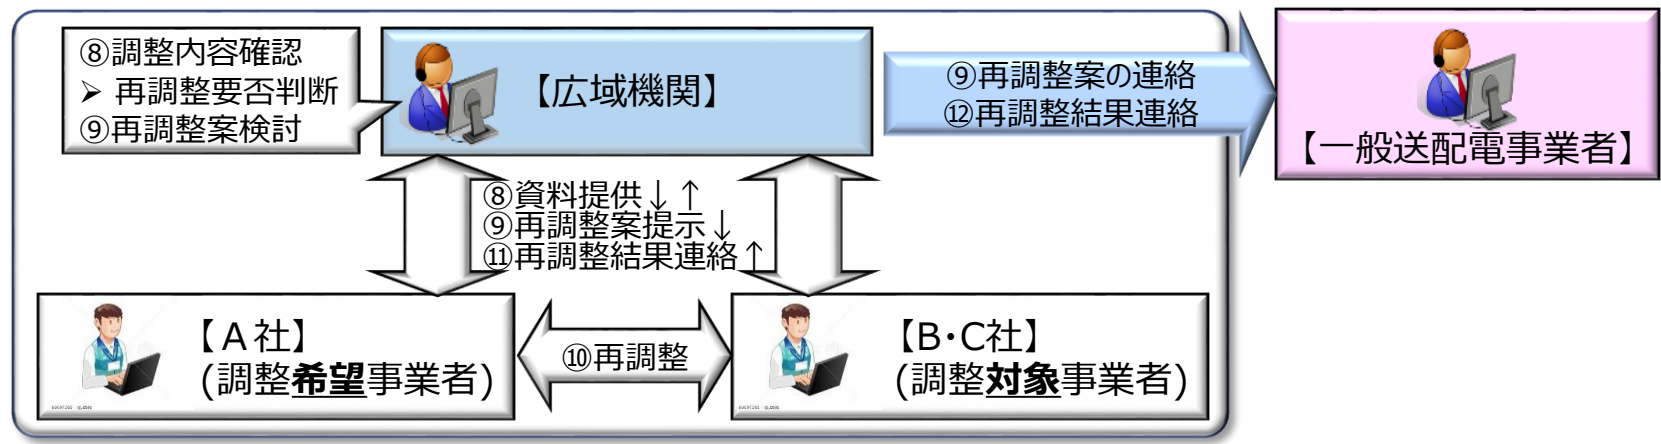 ⑧調整内容確認
➢ 再調整要否判断
⑨再調整案検討
【広域機関】
⑨再調整案の連絡
⑫再調整結果連絡
【一般送配電事業者】
⑧資料提供↓↑
⑨再調整案提示↓
⑪再調整結果連絡↑
【A社】
(調整希望事業者)
⑩再調整
【B・C社】
(調整対象事業者)